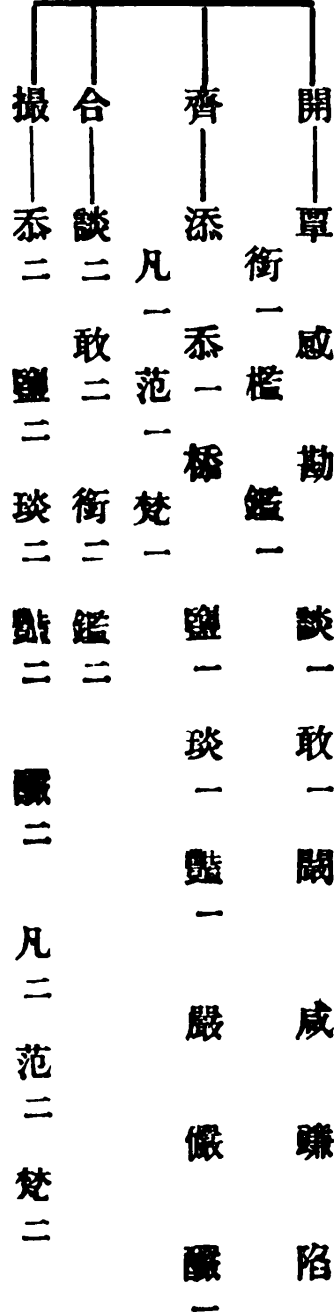 開 覃 感 勘 談一 敢一 闞 咸 豏 陷
銜一 檻 鑑一
齊 添 忝一 㮇 鹽一 琰一 豔一 嚴 儼 釅一
凡一 范一 梵一
合 談二 敢二 銜二 鑑二
撮 忝二 鹽二 琰二 豔二 釅二 凡二 范二 梵二